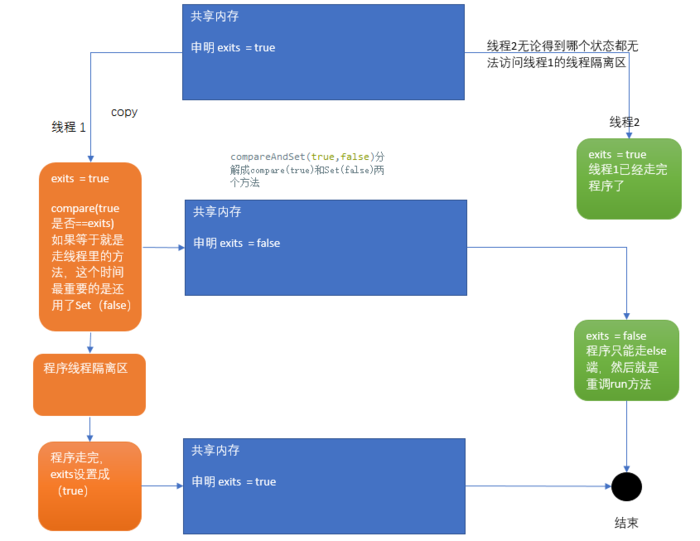 共享内存
申明 exits = true
线程2无论得到哪个状态都无
法访问线程1的线程隔离区
copy
线程 1
线程2
compareAndSet(true,false)分
解成compare(true)和Set(false)两
个方法
exits = true
线程1已经走完
程序了
exits = true
compare(true
是否==exits)
如果等于就是
走线程里的方
法，这个时间
最重要的是还
用了Set（false）
共享内存
申明 exits = false
exits = false
程序只能走else
端，然后就是
重调run方法
程序线程隔离区
程序走完，
exits设置成
（true）
共享内存
申明 exits = true
结束